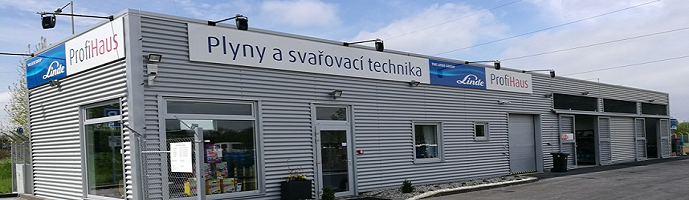 Linde
ProfiHaus
Plyny a svařovací technika
Linde
ProfiHaus